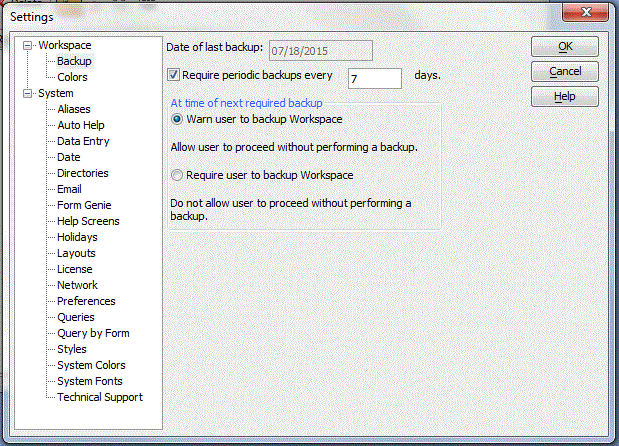 Settings
Workspace
Backup
Colors
System
Aliases
Auto Help
Data Entry
Date
Directories
Email
Form Genie
Help Screens
Holidays
Layouts
License
Network
Preferences
Queries
Query by Form
Styles
System Colors
System Fonts
Technical Support
Date of last backup: 07/18/2015
Require periodic backups every 7 days.
At time of next required backup
Warn user to backup Workspace
Allow user to proceed without performing a backup.
Require user to backup Workspace
Do not allow user to proceed without performing a
backup.
OK
Cancel
Help